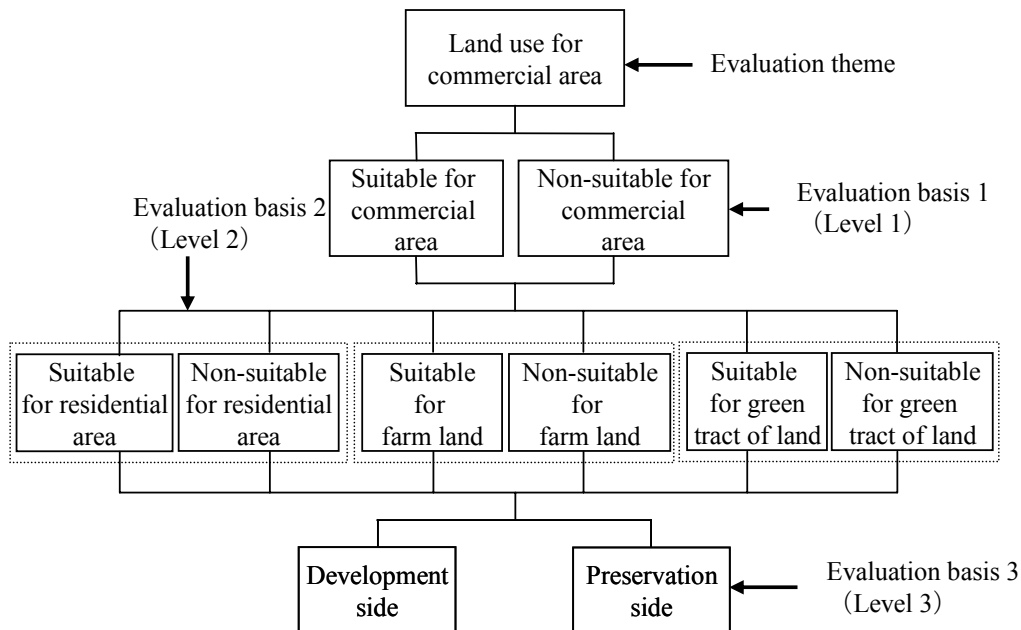 Land use for
commercial area
Evaluation theme
Suitable for
commercial
area
Non-suitable for
commercial
area
Evaluation basis 1
（Level 1）
Evaluation basis 2
（Level 2）
Suitable
for residential
area
Non-suitable
for residential
area
Suitable
for
farm land
Non-suitable
for
farm land
Suitable
for green
tract of land
Non-suitable
for green
tract of land
Development
side
Preservation
side
Evaluation basis 3
（Level 3）